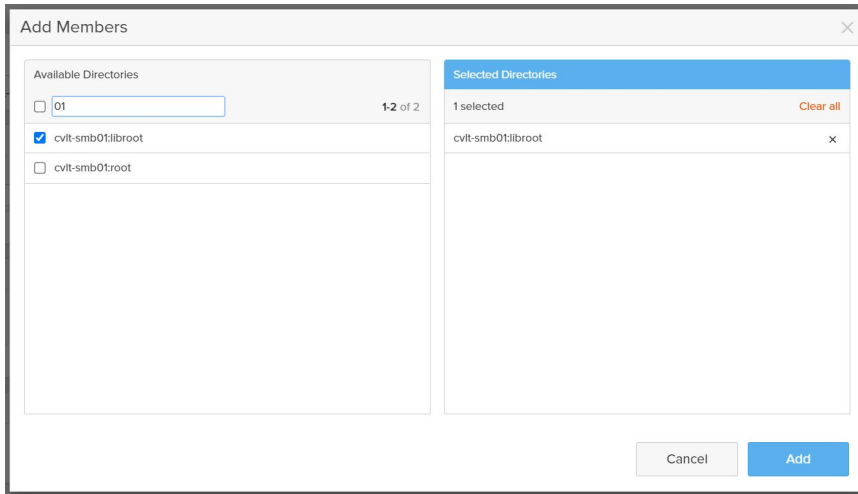 Add Members
Available Directories
01
1-2 of 2
cvlt-smb01:libroot
cvlt-smb01:root
Selected Directories
1 selected
Clear all
cvlt-smb01:libroot
Cancel
Add